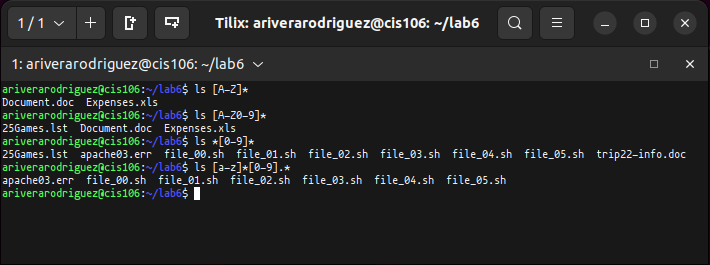 1 / 1
Tilix: ariverarodriguez@cis106: ~/lab6
1: ariverarodriguez@cis106: ~/lab6
ariverarodriguez@cis106:~/lab6$ ls [A-Z]*
Document.doc  Expenses.xls
ariverarodriguez@cis106:~/lab6$ ls [A-Z0-9]*
25Games.lst  Document.doc  Expenses.xls
ariverarodriguez@cis106:~/lab6$ ls *[0-9]*
25Games.lst  apache03.err  file_00.sh  file_01.sh  file_02.sh  file_03.sh  file_04.sh  file_05.sh  trip22-info.doc
ariverarodriguez@cis106:~/lab6$ ls [a-z]*[0-9].*
apache03.err  file_00.sh  file_01.sh  file_02.sh  file_03.sh  file_04.sh  file_05.sh
ariverarodriguez@cis106:~/lab6$